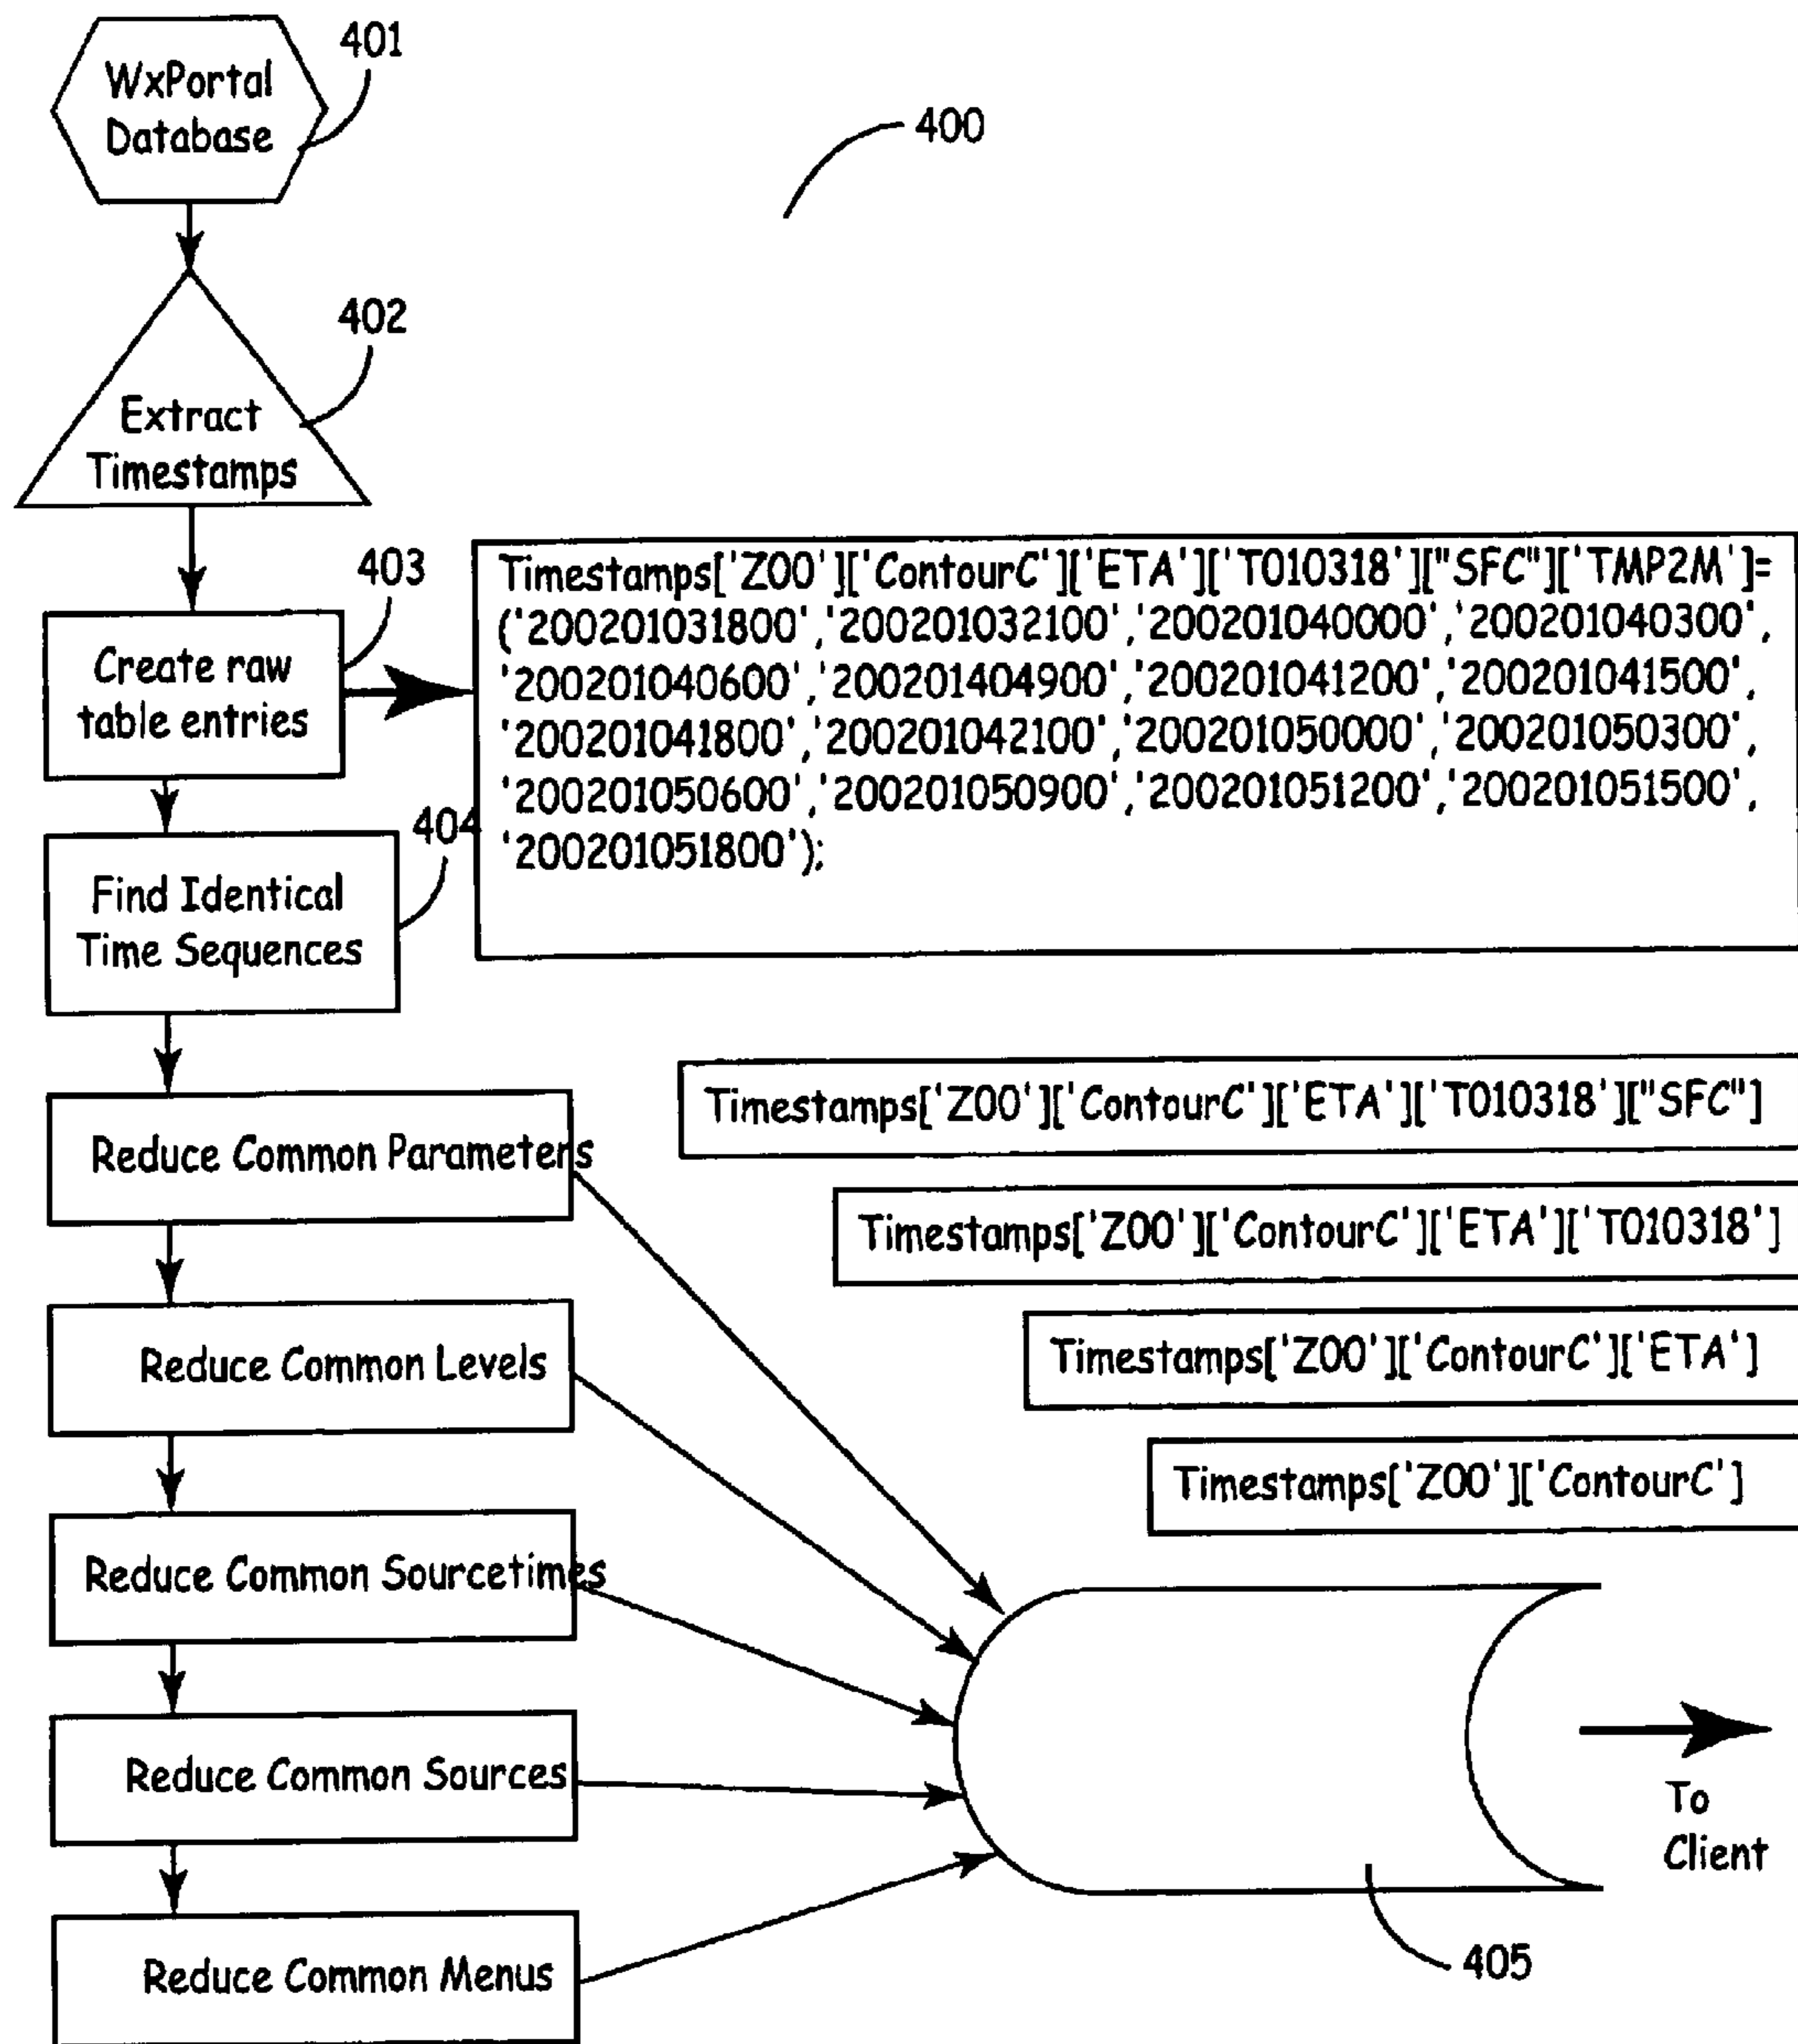 WxPortal
Database
401
400
402
Extract
Timestamps
403
Create raw
table entries
Timestamps['Z00']['ContourC']['ETA']['T010318']["SFC"]['TMP2M']=
('200201031800','200201032100','200201040000','200201040300',
'200201040600','200201404900','200201041200','200201041500',
'200201041800','200201042100','200201050000','200201050300',
'200201050600','200201050900','200201051200','200201051500',
'200201051800');
404
Find Identical
Time Sequences
Timestamps['Z00']['ContourC']['ETA']['T010318']["SFC"]
Reduce Common Parameters
Timestamps['Z00']['ContourC']['ETA']['T010318']
Reduce Common Levels
Timestamps['Z00']['ContourC']['ETA']
Timestamps['Z00']['ContourC']
Reduce Common Sourcetimes
Reduce Common Sources
To
Client
Reduce Common Menus
405